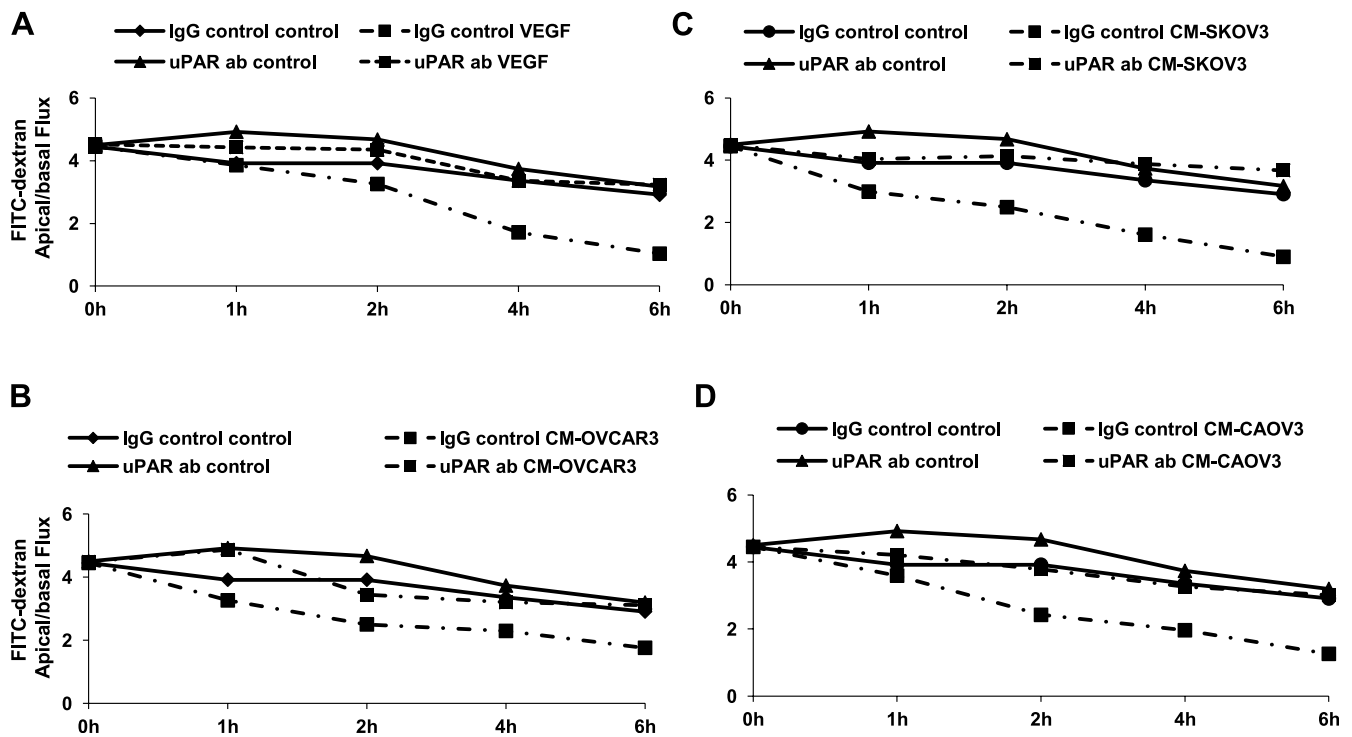 A
IgG control control IgG control VEGF
uPAR ab control uPAR ab VEGF
FITC-dextran
Apical/basal Flux
6
4
2
0
0h 1h 2h 4h 6h
C
IgG control control IgG control CM-SKOV3
uPAR ab control uPAR ab CM-SKOV3
6
4
2
0
0h 1h 2h 4h 6h
B
IgG control control IgG control CM-OVCAR3
uPAR ab control uPAR ab CM-OVCAR3
FITC-dextran
Apical/basal Flux
6
4
2
0
0h 1h 2h 4h 6h
D
IgG control control IgG control CM-CAOV3
uPAR ab control uPAR ab CM-CAOV3
6
4
2
0
0h 1h 2h 4h 6h